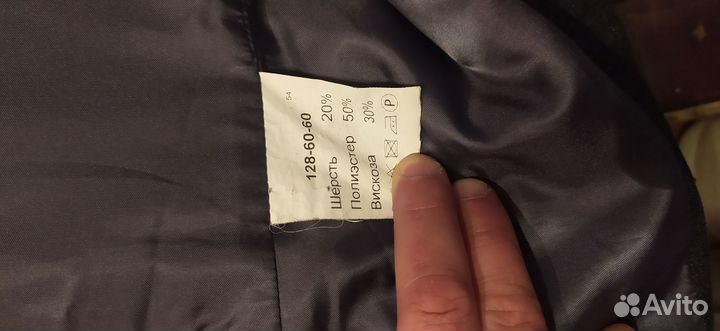 54
128-60-60
Шерсть 20%
Полиэстер 50%
Вискоза 30%
P
Avito